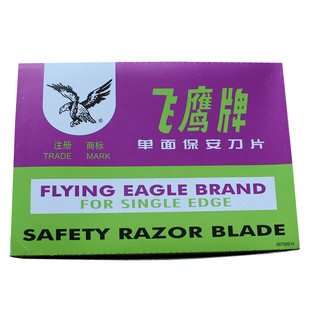 飞鹰牌
®
注册 商标
TRADE MARK
单面保安刀片
FLYING EAGLE BRAND
FOR SINGLE EDGE
SAFETY RAZOR BLADE